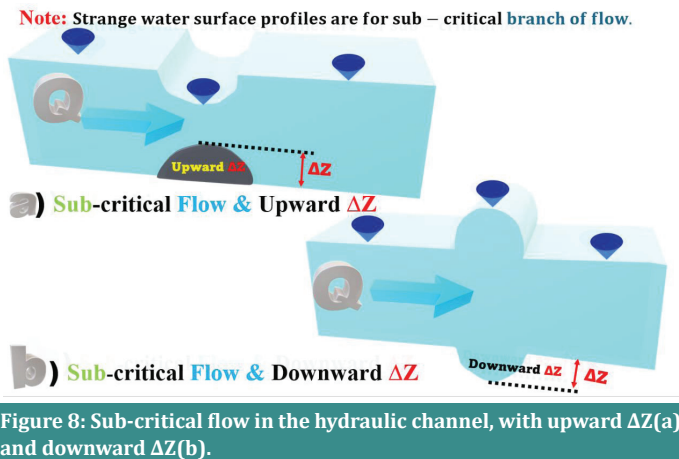 Note: Strange water surface profiles are for sub – critical branch of flow.
Q
Upward ΔZ
ΔZ
a) Sub-critical Flow & Upward ΔZ
Q
Downward ΔZ
ΔZ
b) Sub-critical Flow & Downward ΔZ
Figure 8: Sub-critical flow in the hydraulic channel, with upward ΔZ(a)
and downward ΔZ(b).